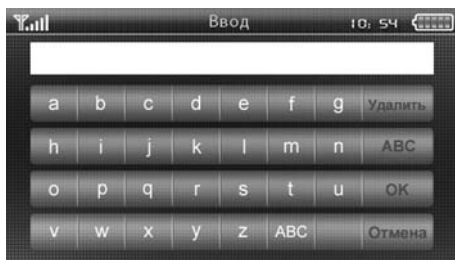 Ввод 10:54
a b c d e f g Удалить
h i j k l m n ABC
o p q r s t u OK
v w x y z ABC Отмена